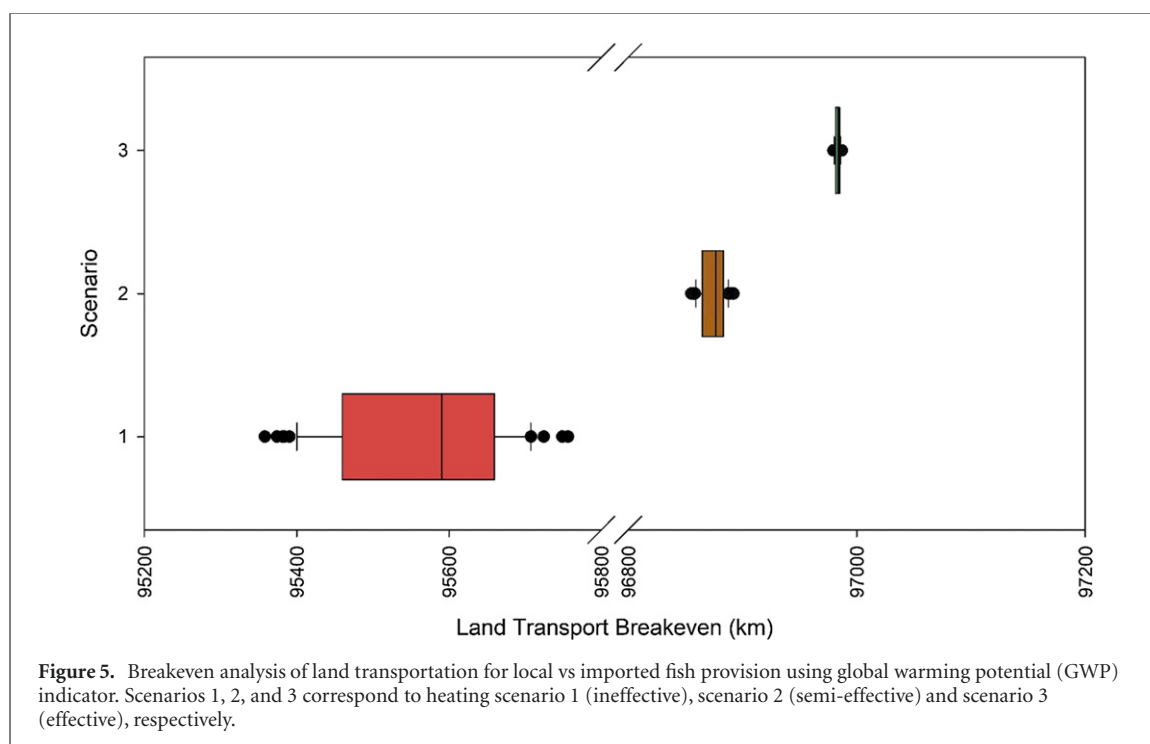 3
2
1
Scenario
95200
95400
95600
95800
96800
97000
97200
Land Transport Breakeven (km)
Figure 5. Breakeven analysis of land transportation for local vs imported fish provision using global warming potential (GWP)
indicator. Scenarios 1, 2, and 3 correspond to heating scenario 1 (ineffective), scenario 2 (semi-effective) and scenario 3
(effective), respectively.